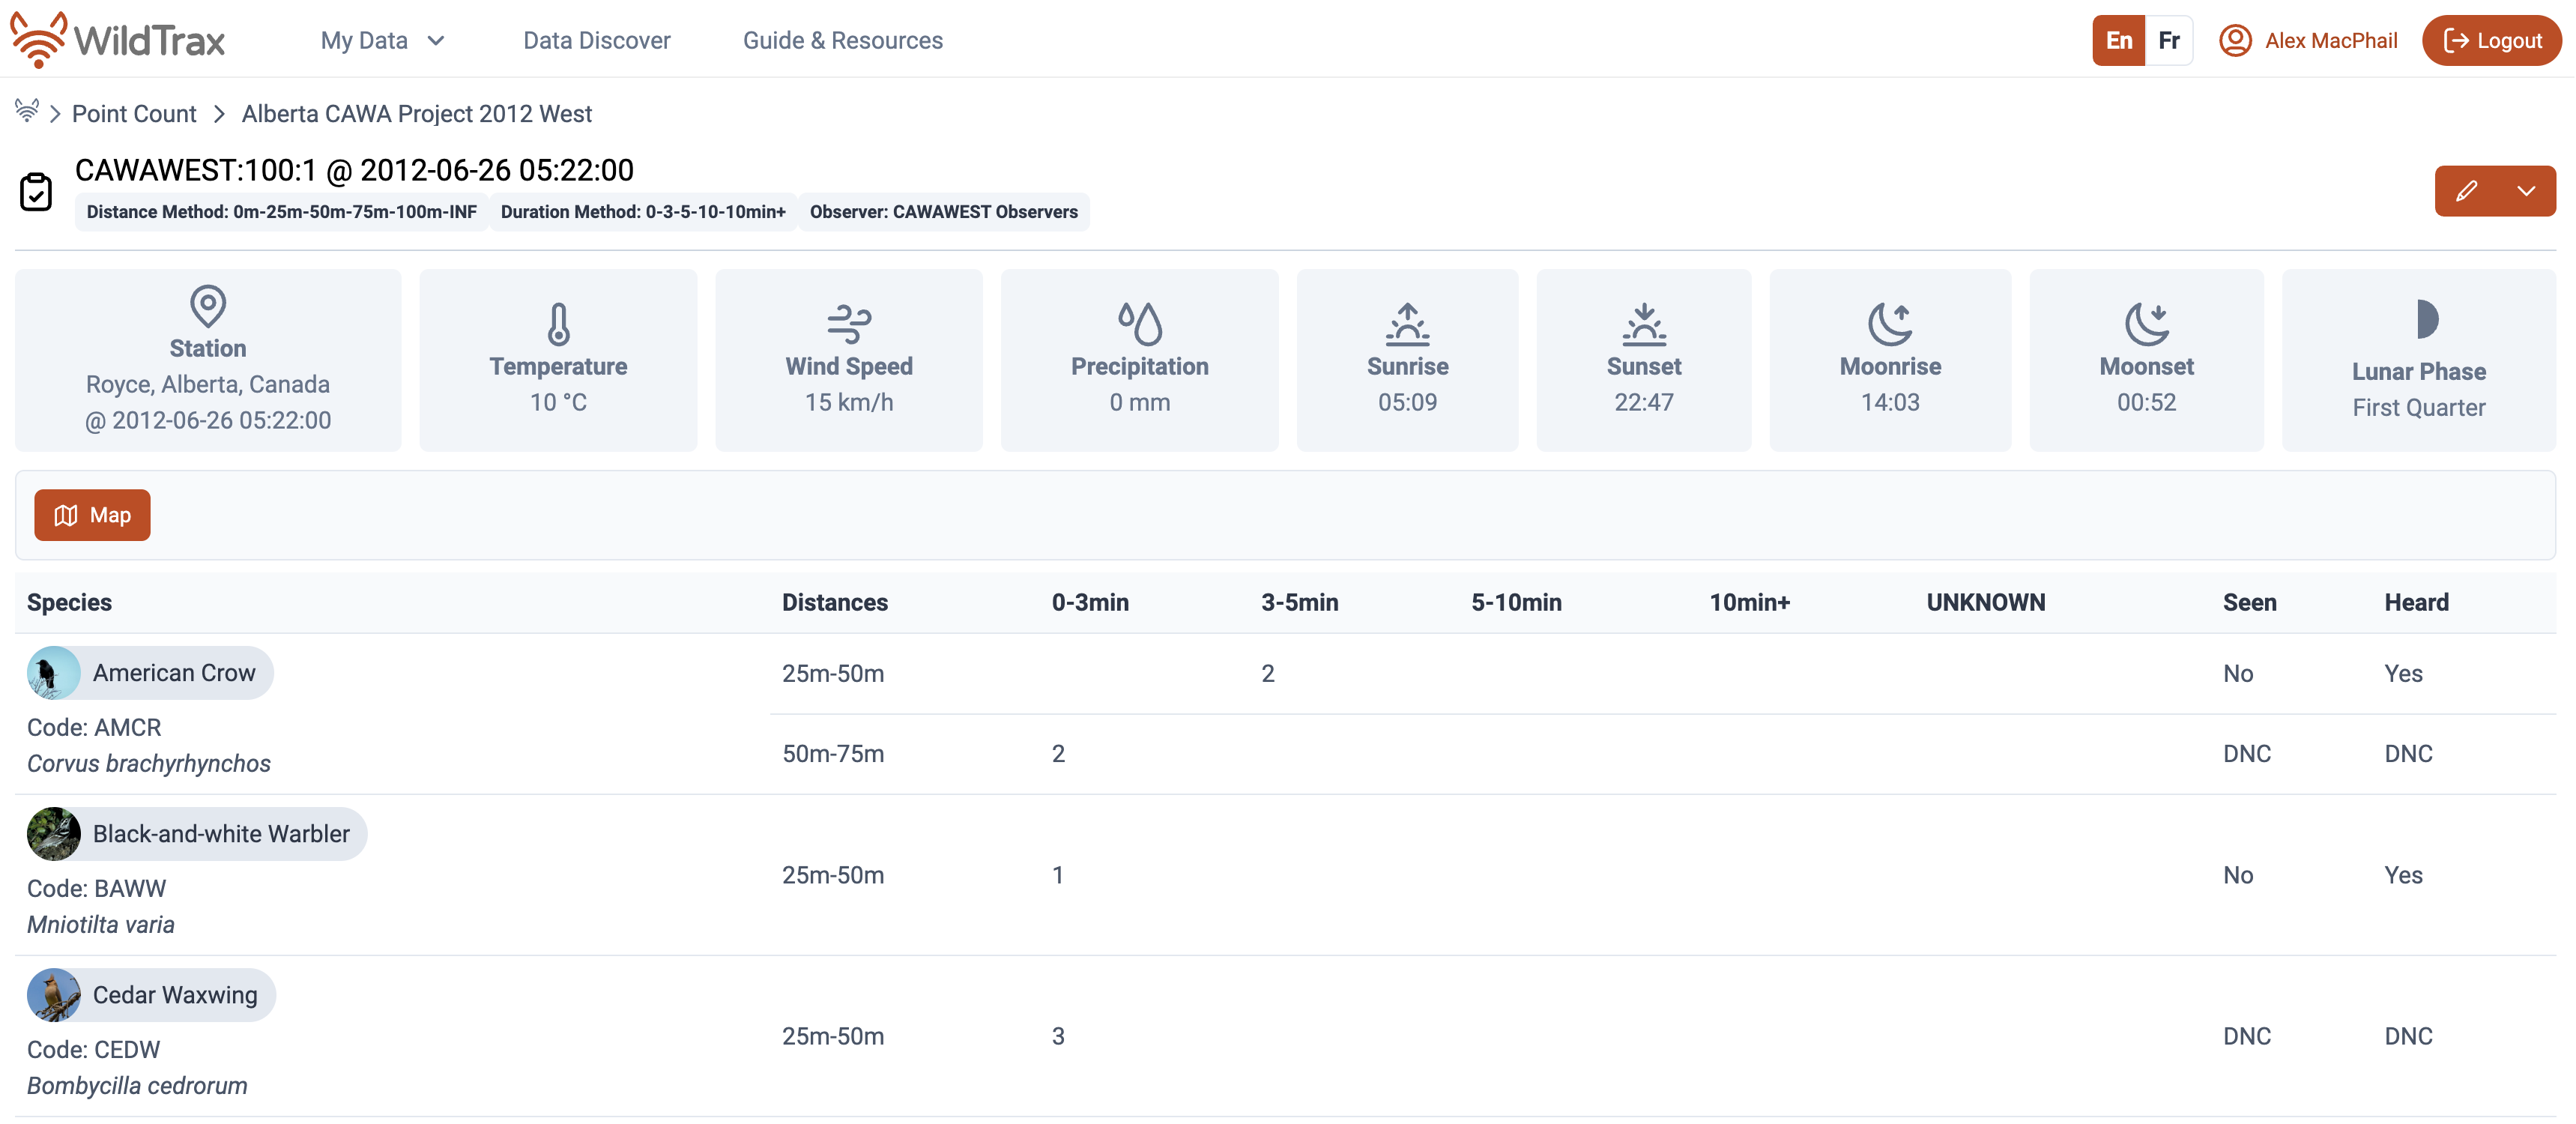 WildTrax My Data Data Discover Guide & Resources En Fr Alex MacPhail Logout
Point Count > Alberta CAWA Project 2012 West
CAWAWEST:100:1 @ 2012-06-26 05:22:00
Distance Method: 0m-25m-50m-75m-100m-INF Duration Method: 0-3-5-10-10min+ Observer: CAWAWEST Observers
Station
Royce, Alberta, Canada
@ 2012-06-26 05:22:00
Temperature
10 °C
Wind Speed
15 km/h
Precipitation
0 mm
Sunrise
05:09
Sunset
22:47
Moonrise
14:03
Moonset
00:52
Lunar Phase
First Quarter
Map
Species Distances 0-3min 3-5min 5-10min 10min+ UNKNOWN Seen Heard
American Crow 25m-50m 2 No Yes
Code: AMCR
Corvus brachyrhynchos
50m-75m 2 DNC DNC
Black-and-white Warbler
Code: BAWW
Mniotilta varia
25m-50m 1 No Yes
Cedar Waxwing
Code: CEDW
Bombycilla cedrorum
25m-50m 3 DNC DNC